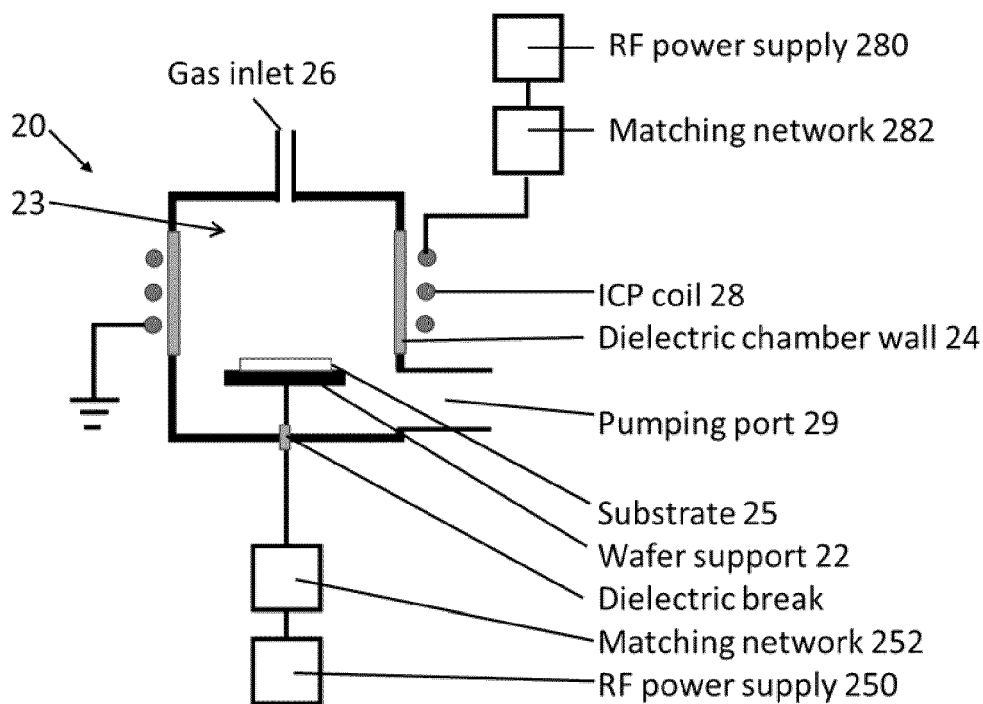 RF power supply 280
Gas inlet 26
Matching network 282
20
23
ICP coil 28
Dielectric chamber wall 24
Pumping port 29
Substrate 25
Wafer support 22
Dielectric break
Matching network 252
RF power supply 250